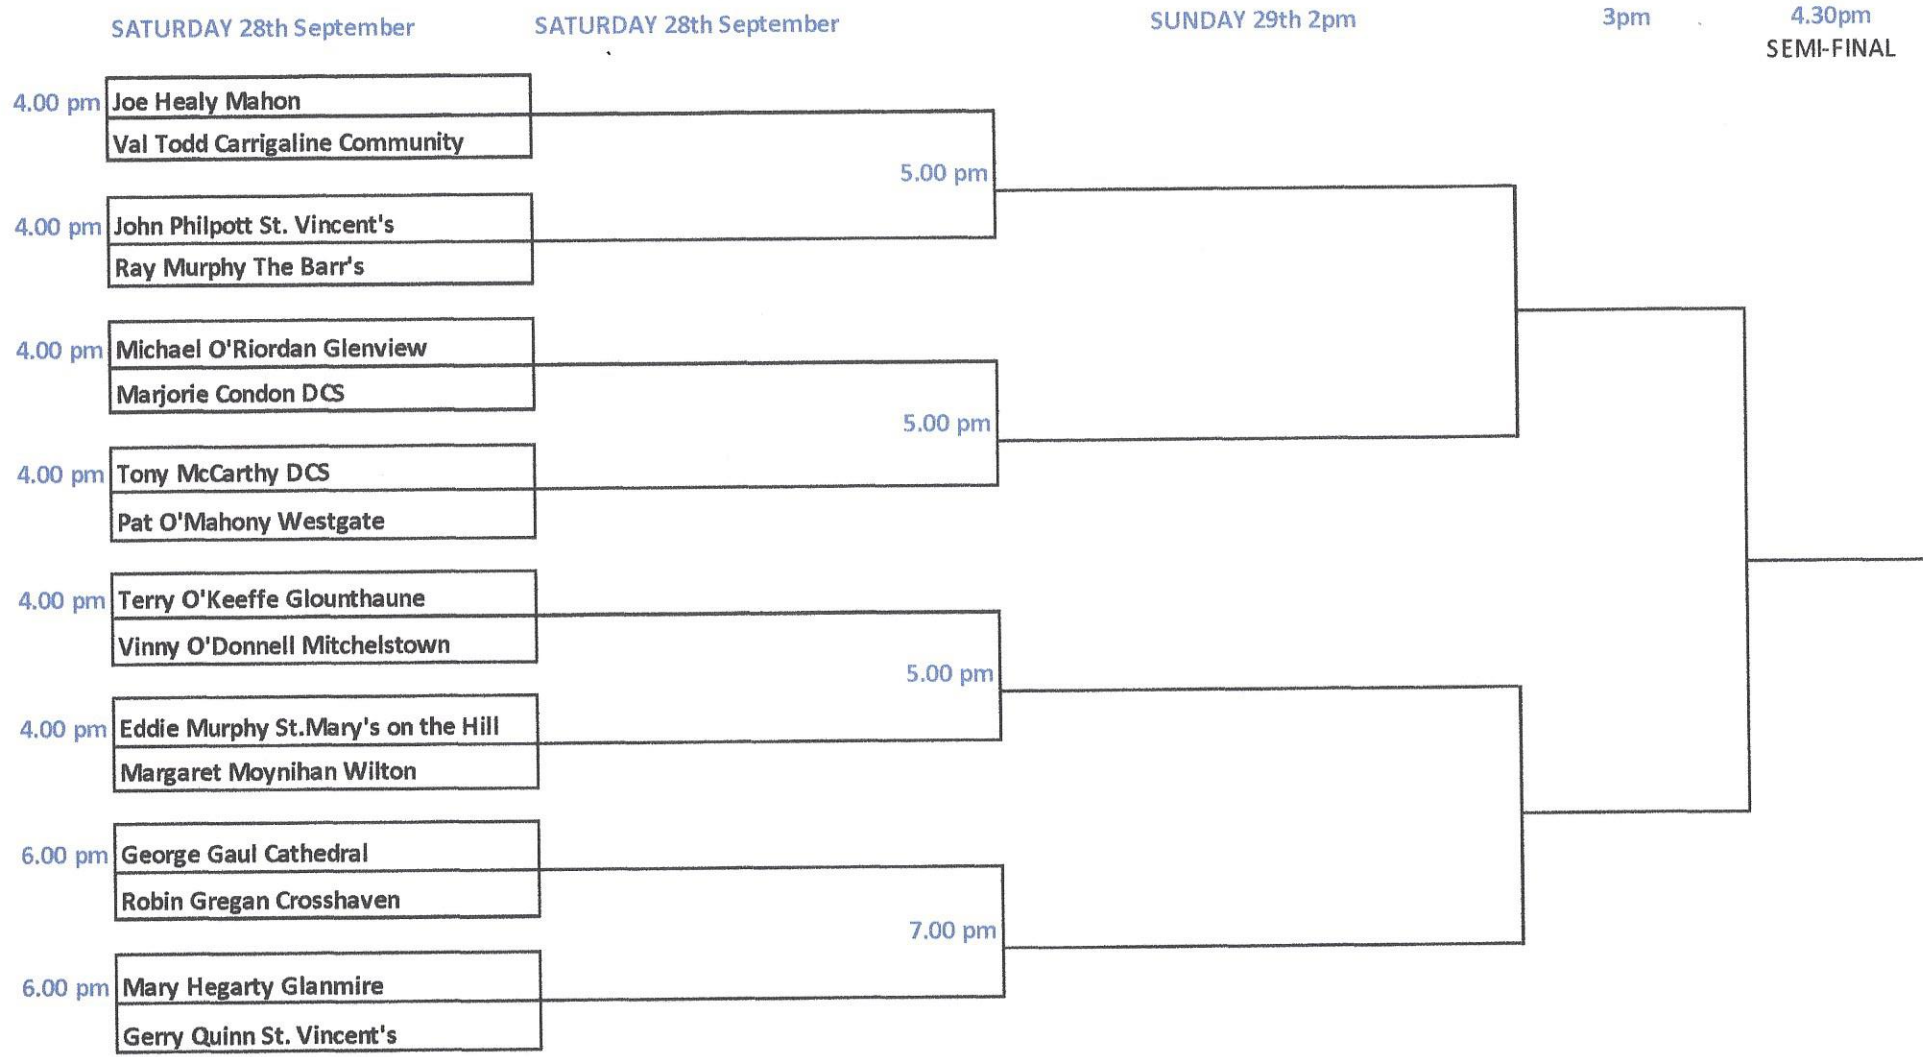 SATURDAY 28th September SATURDAY 28th September SUNDAY 29th 2pm 3pm 4.30pm
SEMI-FINAL
4.00 pm Joe Healy Mahon
Val Todd Carrigaline Community
5.00 pm
4.00 pm John Philpott St. Vincent's
Ray Murphy The Barr's
4.00 pm Michael O'Riordan Glenview
Marjorie Condon DCS
5.00 pm
4.00 pm Tony McCarthy DCS
Pat O'Mahony Westgate
4.00 pm Terry O'Keeffe Glounthaune
Vinny O'Donnell Mitchelstown
5.00 pm
4.00 pm Eddie Murphy St.Mary's on the Hill
Margaret Moynihan Wilton
6.00 pm George Gaul Cathedral
Robin Gregan Crosshaven
7.00 pm
6.00 pm Mary Hegarty Glanmire
Gerry Quinn St. Vincent's